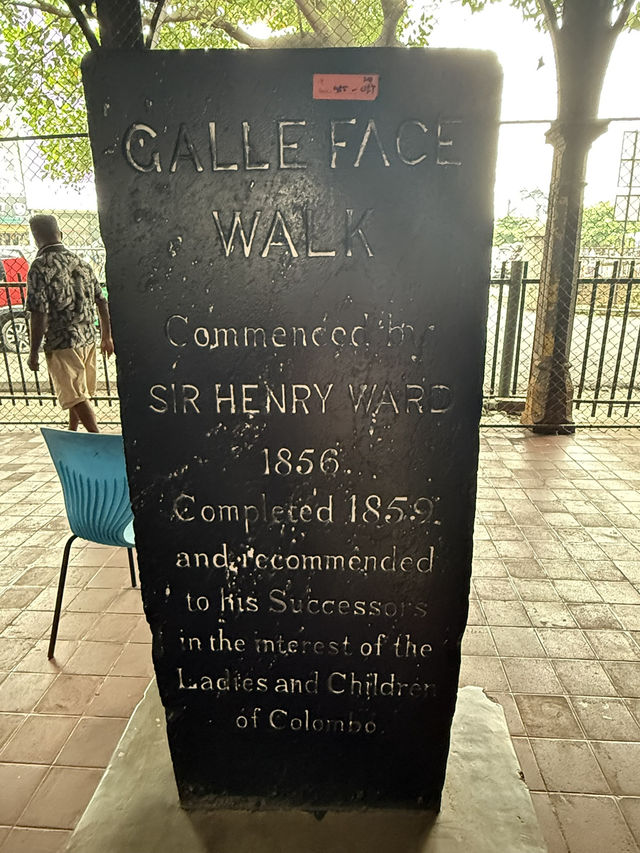 GALLE FACE
WALK
Commenced by
SIR HENRY WARD
1856.
Completed 1859.
and recommended
to his Successors
in the interest of the
Ladies and Children
of Colombo